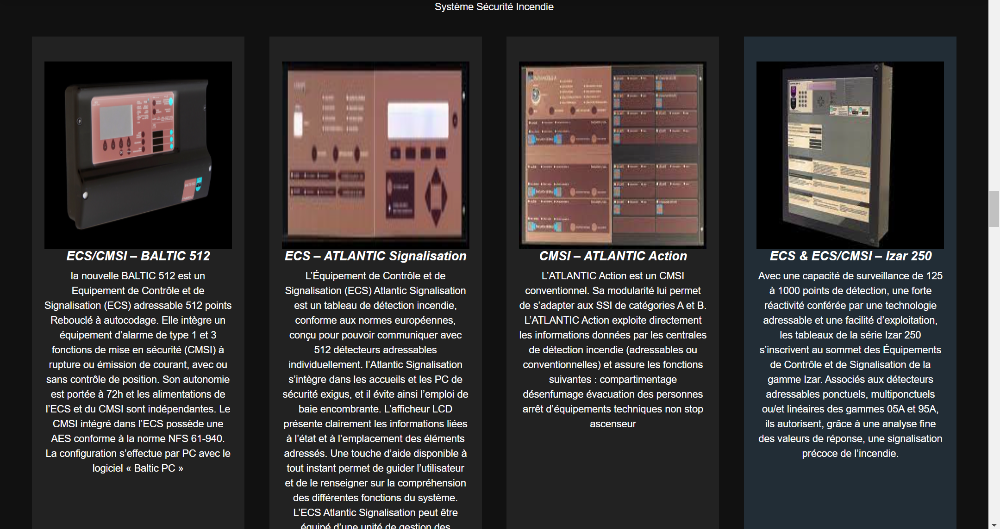 Système Sécurité Incendie
ECS/CMSI – BALTIC 512
la nouvelle BALTIC 512 est un
Equipement de Contrôle et de
Signalisation (ECS) adressable 512 points
Rebouclé à autocodage. Elle intègre un
équipement d’alarme de type 1 et 3
fonctions de mise en sécurité (CMSI) à
rupture ou émission de courant, avec ou
sans contrôle de position. Son autonomie
est portée à 72h et les alimentations de
l’ECS et du CMSI sont indépendantes. Le
CMSI intégré dans l’ECS possède une
AES conforme à la norme NFS 61-940.
La configuration s’effectue par PC avec le
logiciel « Baltic PC »
ECS – ATLANTIC Signalisation
L’Équipement de Contrôle et de
Signalisation (ECS) Atlantic Signalisation
est un tableau de détection incendie,
conforme aux normes européennes,
conçu pour pouvoir communiquer avec
512 détecteurs adressables
individuellement. l’Atlantic Signalisation
s’intègre dans les accueils et les PC de
sécurité exigus, et il évite ainsi l’emploi de
baie encombrante. L’afficheur LCD
présente clairement les informations liées
à l’état et à l’emplacement des éléments
adressés. Une touche d’aide disponible à
tout instant permet de guider l’utilisateur
et de le renseigner sur la compréhension
des différentes fonctions du système.
L’ECS Atlantic Signalisation peut être
équipé d’une unité de gestion des
CMSI – ATLANTIC Action
L’ATLANTIC Action est un CMSI
conventionnel. Sa modularité lui permet
de s’adapter aux SSI de catégories A et B.
L’ATLANTIC Action exploite directement
les informations données par les centrales
de détection incendie (adressables ou
conventionnelles) et assure les fonctions
suivantes : compartimentage
désenfumage évacuation des personnes
arrêt d’équipements techniques non stop
ascenseur
ECS & ECS/CMSI – Izar 250
Avec une capacité de surveillance de 125
à 1000 points de détection, une forte
réactivité conférée par une technologie
adressable et une facilité d’exploitation,
les tableaux de la série Izar 250
s’inscrivent au sommet des Équipements
de Contrôle et de Signalisation de la
gamme Izar. Associés aux détecteurs
adressables ponctuels, multiponctuels
ou/et linéaires des gammes 05A et 95A,
ils autorisent, grâce à une analyse fine
des valeurs de réponse, une signalisation
précoce de l’incendie.